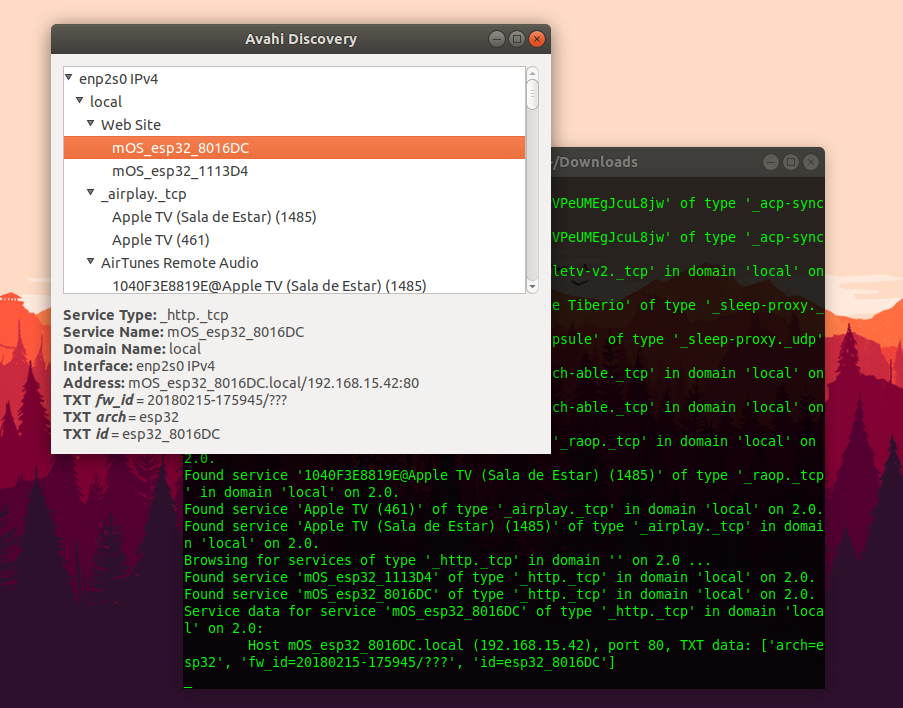 Avahi Discovery
enp2s0 IPv4
local
Web Site
mOS_esp32_8016DC
mOS_esp32_1113D4
_airplay._tcp
Apple TV (Sala de Estar) (1485)
Apple TV (461)
AirTunes Remote Audio
1040F3E8819E@Apple TV (Sala de Estar) (1485)
Service Type: _http._tcp
Service Name: mOS_esp32_8016DC
Domain Name: local
Interface: enp2s0 IPv4
Address: mOS_esp32_8016DC.local/192.168.15.42:80
TXT fw_id = 20180215-175945/???
TXT arch = esp32
TXT id = esp32_8016DC
/Downloads
VPeUMEgJcuL8jw' of type '_acp-sync
VPeUMEgJcuL8jw' of type '_acp-sync
letv-v2._tcp' in domain 'local' on
e Tiberio' of type '_sleep-proxy._
psule' of type '_sleep-proxy._udp'
ch-able._tcp' in domain 'local' on
ch-able._tcp' in domain 'local' on
'_raop._tcp' in domain 'local' on
2.0.
Found service '1040F3E8819E@Apple TV (Sala de Estar) (1485)' of type '_raop._tcp
' in domain 'local' on 2.0.
Found service 'Apple TV (461)' of type '_airplay._tcp' in domain 'local' on 2.0.
Found service 'Apple TV (Sala de Estar) (1485)' of type '_airplay._tcp' in domai
n 'local' on 2.0.
Browsing for services of type '_http._tcp' in domain '' on 2.0 ...
Found service 'mOS_esp32_1113D4' of type '_http._tcp' in domain 'local' on 2.0.
Found service 'mOS_esp32_8016DC' of type '_http._tcp' in domain 'local' on 2.0.
Service data for service 'mOS_esp32_8016DC' of type '_http._tcp' in domain 'loca
l' on 2.0:
Host mOS_esp32_8016DC.local (192.168.15.42), port 80, TXT data: ['arch=e
sp32', 'fw_id=20180215-175945/???', 'id=esp32_8016DC']